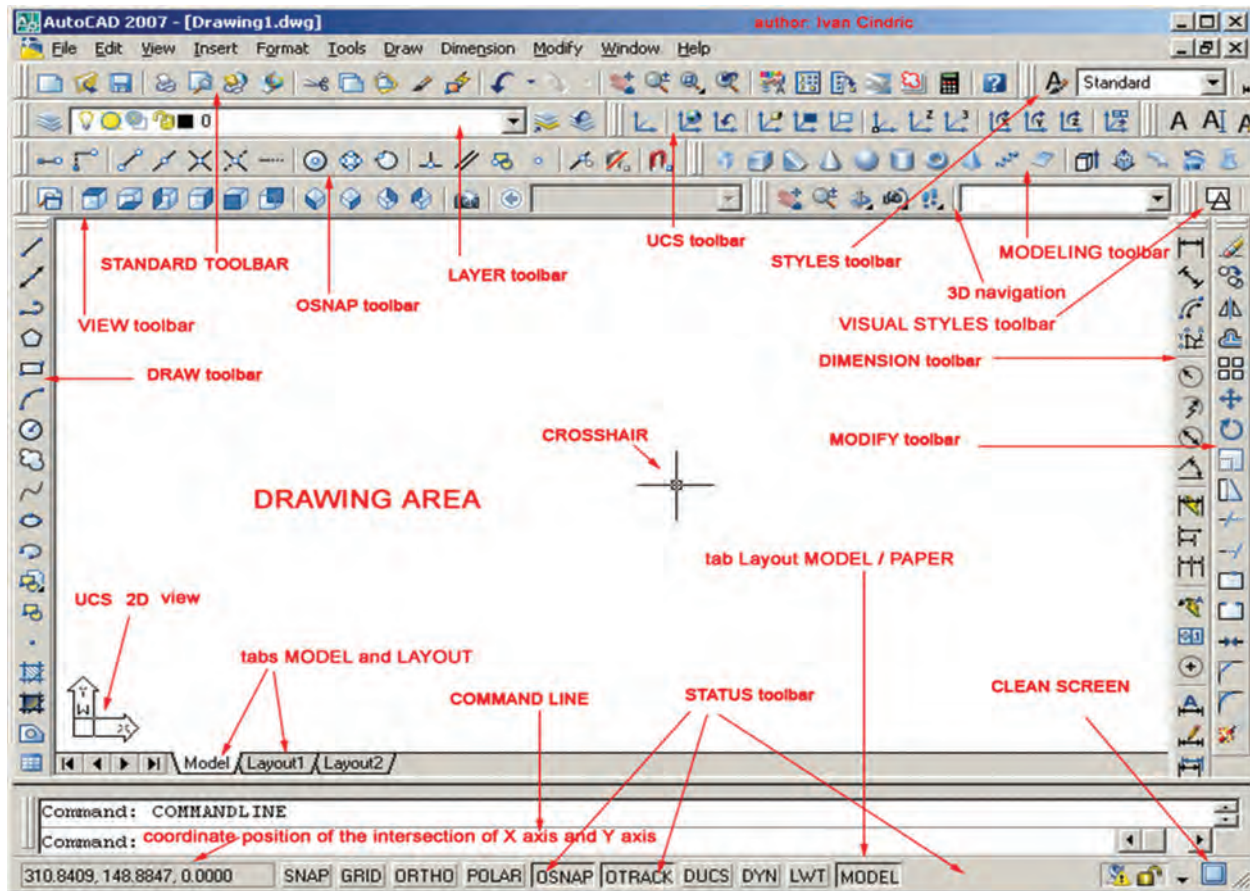 AutoCAD 2007 - [Drawing1.dwg] author: Ivan Cindric
File Edit View Insert Format Tools Draw Dimension Modify Window Help
Standard
0
A AI A
UCS toolbar
STANDARD TOOLBAR
LAYER toolbar
STYLES toolbar
MODELING toolbar
OSNAP toolbar
3D navigation
VIEW toolbar
VISUAL STYLES toolbar
DRAW toolbar
DIMENSION toolbar
CROSSHAIR
MODIFY toolbar
DRAWING AREA
tab Layout MODEL / PAPER
UCS 2D view
tabs MODEL and LAYOUT
COMMAND LINE
STATUS toolbar
CLEAN SCREEN
Y
W
X
Model Layout1 Layout2
Command: COMMANDLINE
Command: coordinate position of the intersection of X axis and Y axis
310.8409, 148.8847, 0.0000 SNAP GRID ORTHO POLAR OSNAP OTRACK DUCS DYN LWT MODEL